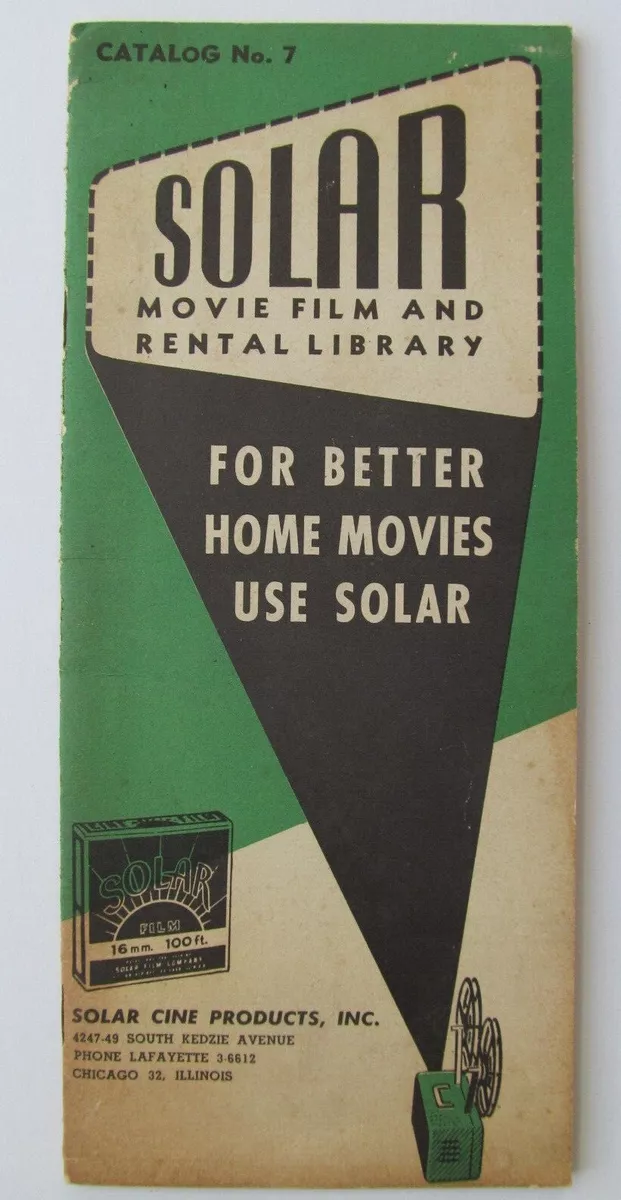 CATALOG No. 7
SOLAR
MOVIE FILM AND
RENTAL LIBRARY
FOR BETTER
HOME MOVIES
USE SOLAR
SOLAR
FILM
16mm. 100 ft.
SOLAR FILM COMPANY
SOLAR CINE PRODUCTS, INC.
4247-49 SOUTH KEDZIE AVENUE
PHONE LAFAYETTE 3-6612
CHICAGO 32, ILLINOIS